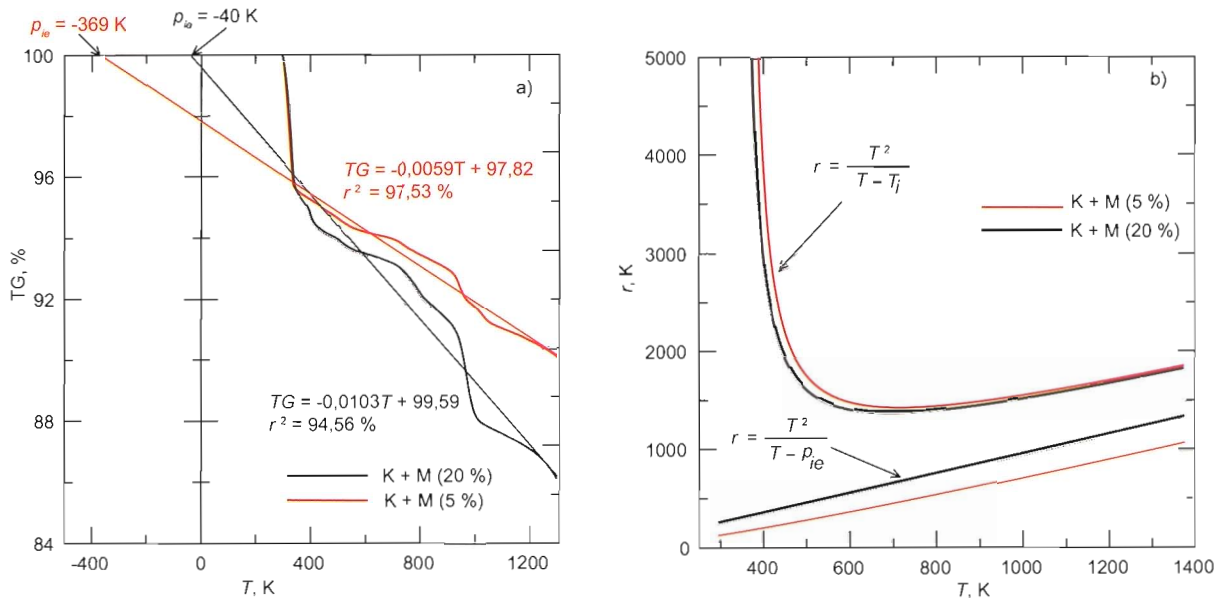 p_ie = -369 K
p_ie = -40 K
100
96
92
88
84
TG, %
a)
TG = -0,0059T + 97,82
r² = 97,53 %
TG = -0,0103T + 99,59
r² = 94,56 %
K + M (20 %)
K + M (5 %)
-400 0 400 800 1200
T, K
5000
4000
3000
2000
1000
0
r, K
b)
r = T² / (T – T_i)
K + M (5 %)
K + M (20 %)
r = T² / (T – p_ie)
400 600 800 1000 1200 1400
T, K